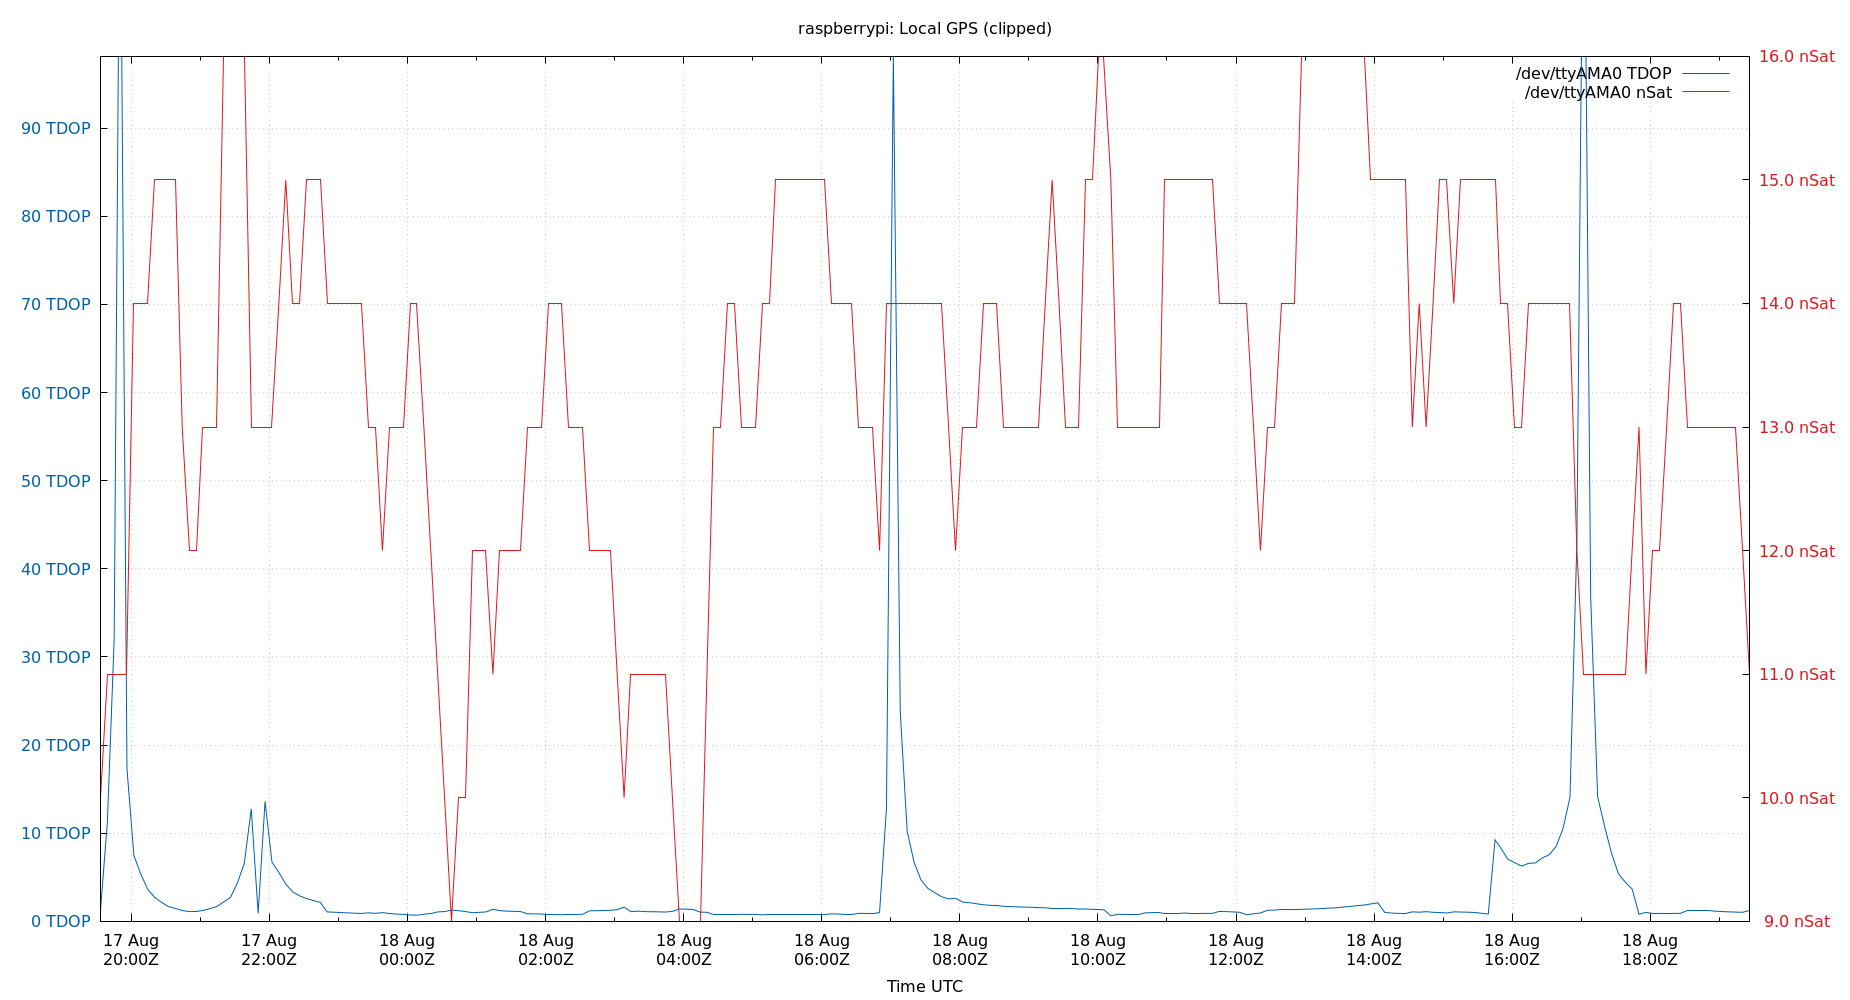 raspberrypi: Local GPS (clipped)
/dev/ttyAMA0 TDOP
/dev/ttyAMA0 nSat
90 TDOP
80 TDOP
70 TDOP
60 TDOP
50 TDOP
40 TDOP
30 TDOP
20 TDOP
10 TDOP
0 TDOP
16.0 nSat
15.0 nSat
14.0 nSat
13.0 nSat
12.0 nSat
11.0 nSat
10.0 nSat
9.0 nSat
17 Aug
20:00Z
17 Aug
22:00Z
18 Aug
00:00Z
18 Aug
02:00Z
18 Aug
04:00Z
18 Aug
06:00Z
18 Aug
08:00Z
18 Aug
10:00Z
18 Aug
12:00Z
18 Aug
14:00Z
18 Aug
16:00Z
18 Aug
18:00Z
Time UTC